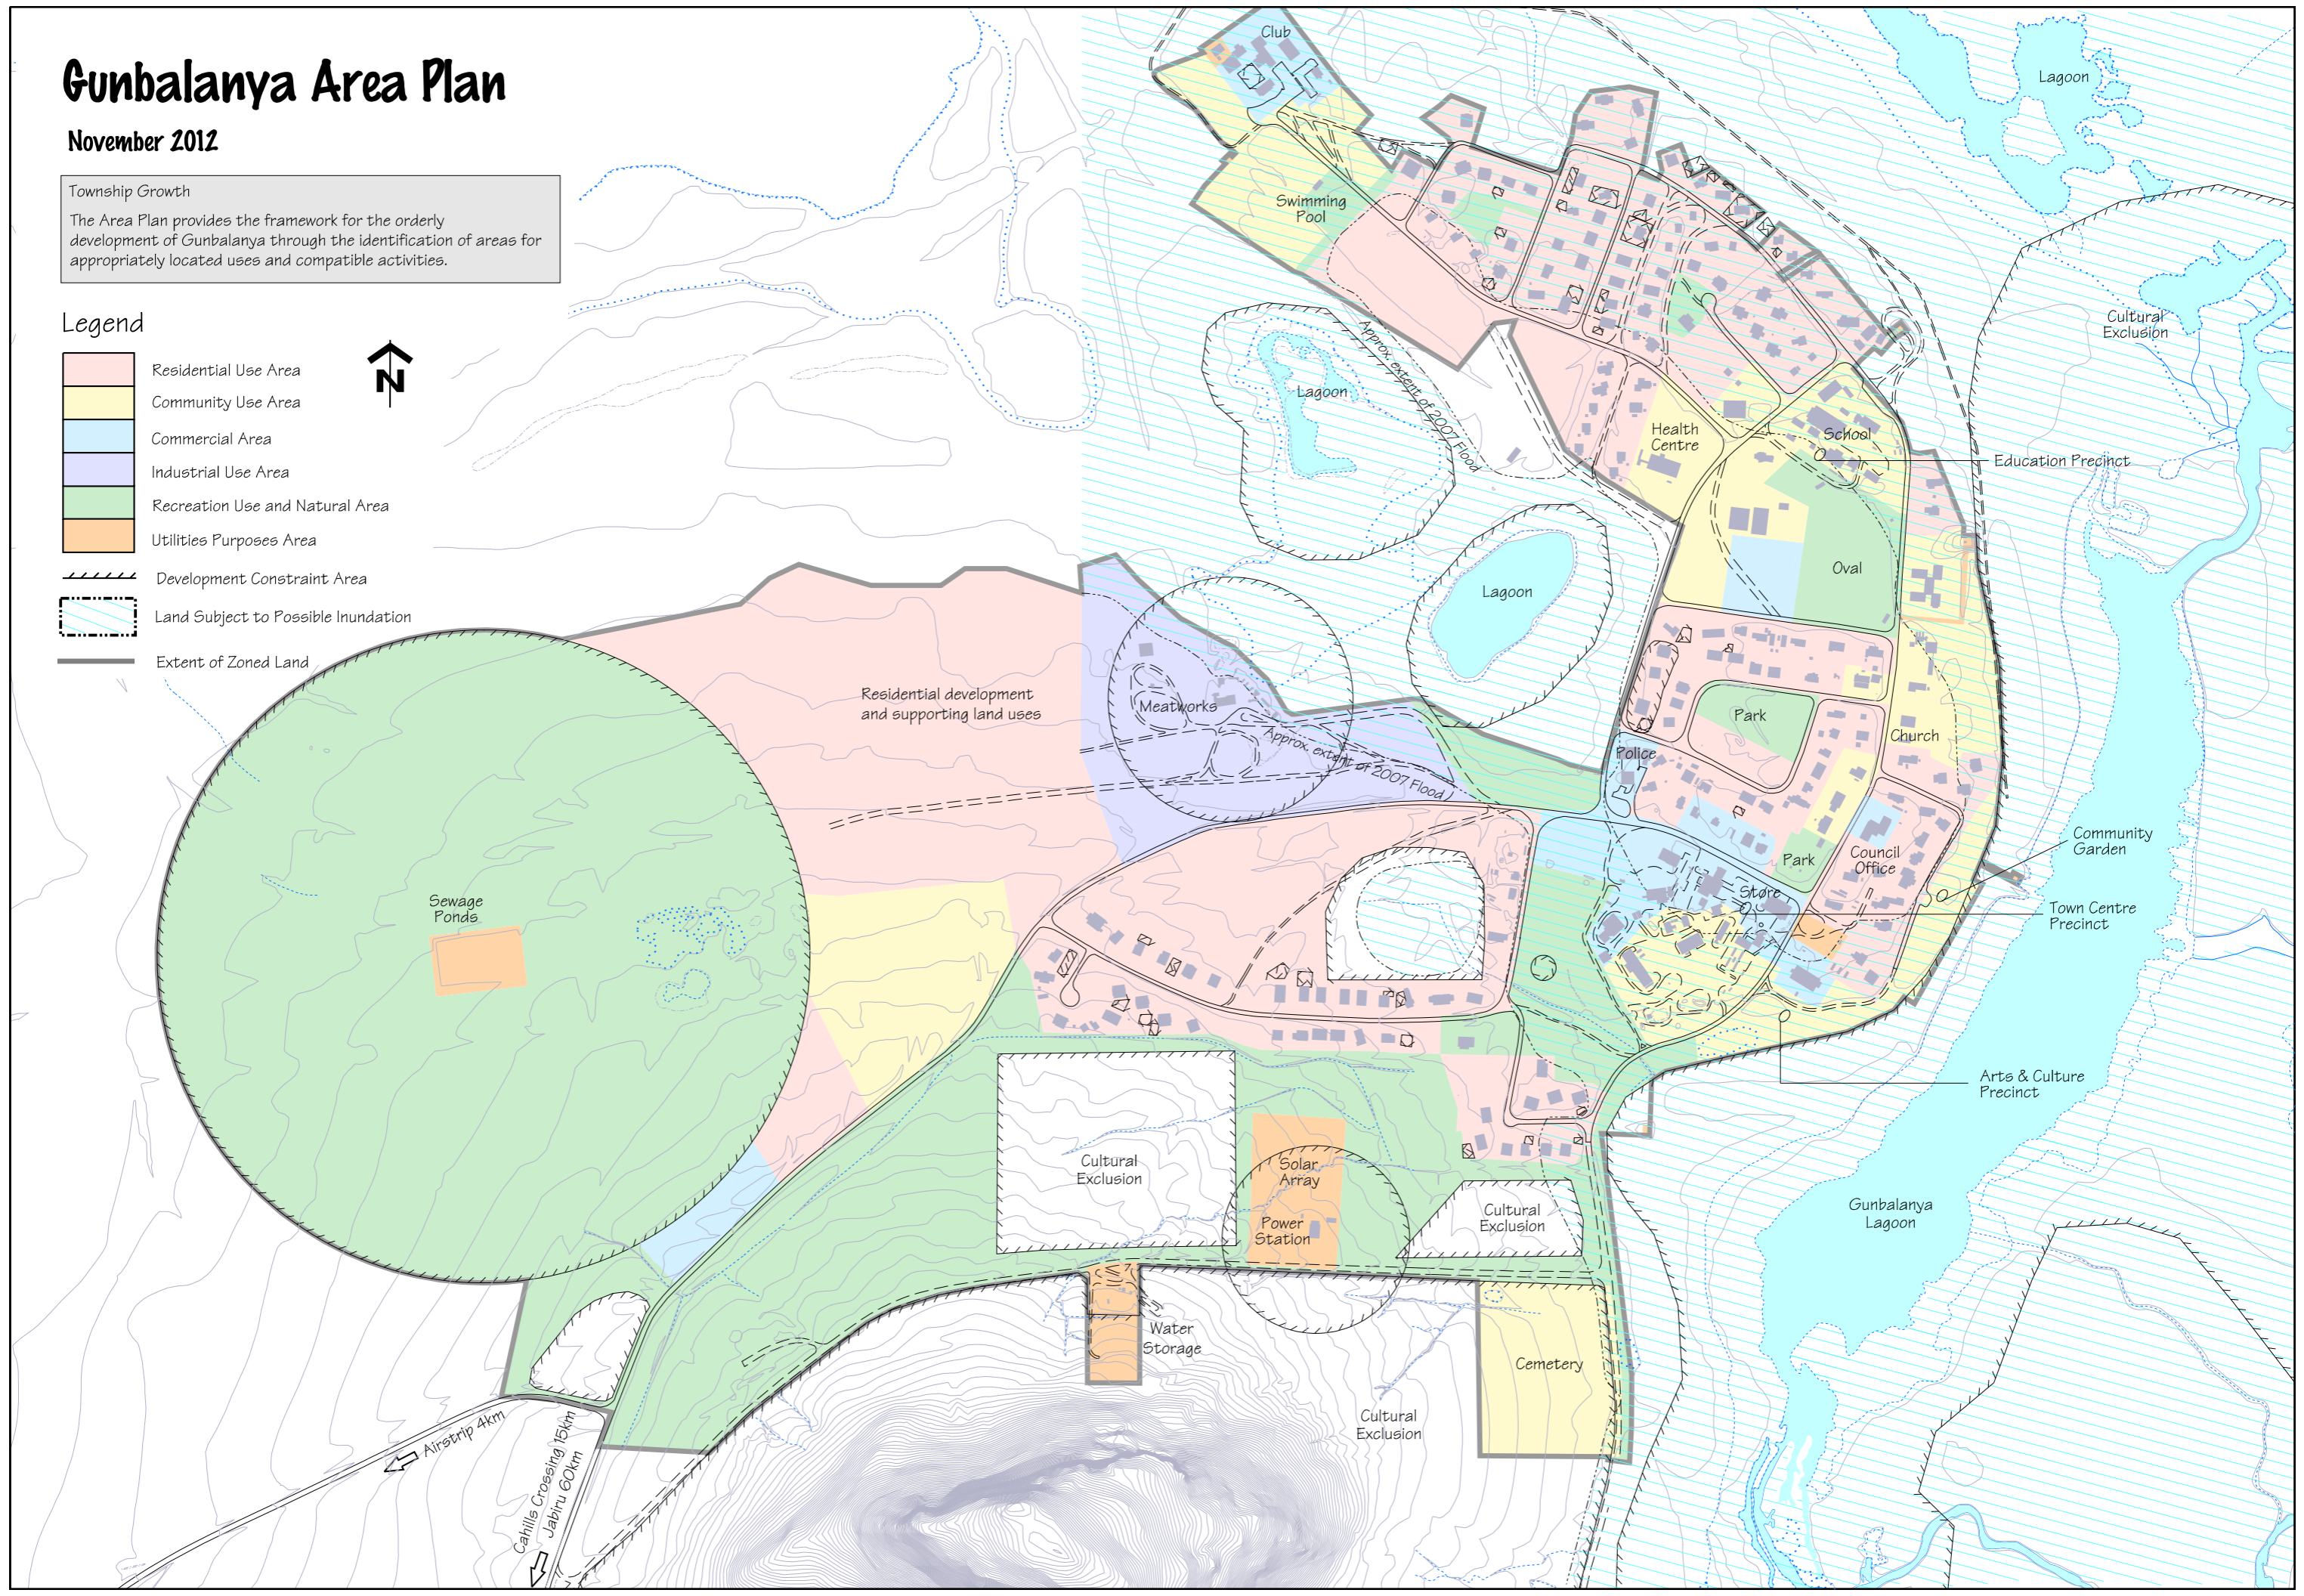 Gunbalanya Area Plan
November 2012
Township Growth
The Area Plan provides the framework for the orderly
development of Gunbalanya through the identification of areas for
appropriately located uses and compatible activities.
Legend
N
Residential Use Area
Community Use Area
Commercial Area
Industrial Use Area
Recreation Use and Natural Area
Utilities Purposes Area
Development Constraint Area
Land Subject to Possible Inundation
Extent of Zoned Land
Club
Lagoon
Swimming
Pool
Cultural
Exclusion
Approx. extent of 2007 Flood
Lagoon
Health
Centre
School
Education Precinct
Oval
Lagoon
Residential development
and supporting land uses
Meatworks
Approx. extent of 2007 Flood
Park
Church
Police
Community
Garden
Park
Council
Office
Store
Town Centre
Precinct
Sewage
Ponds
Arts & Culture
Precinct
Cultural
Exclusion
Solar
Array
Power
Station
Cultural
Exclusion
Gunbalanya
Lagoon
Water
Storage
Cemetery
Cultural
Exclusion
Airstrip 4km
Cahills Crossing 15km
Jabiru 60km